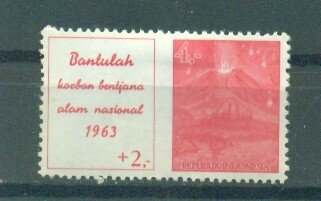 Bantulah
korban bentjana
alam nasional
1963
+2.-
4.-
REPUBLIK INDONESIA